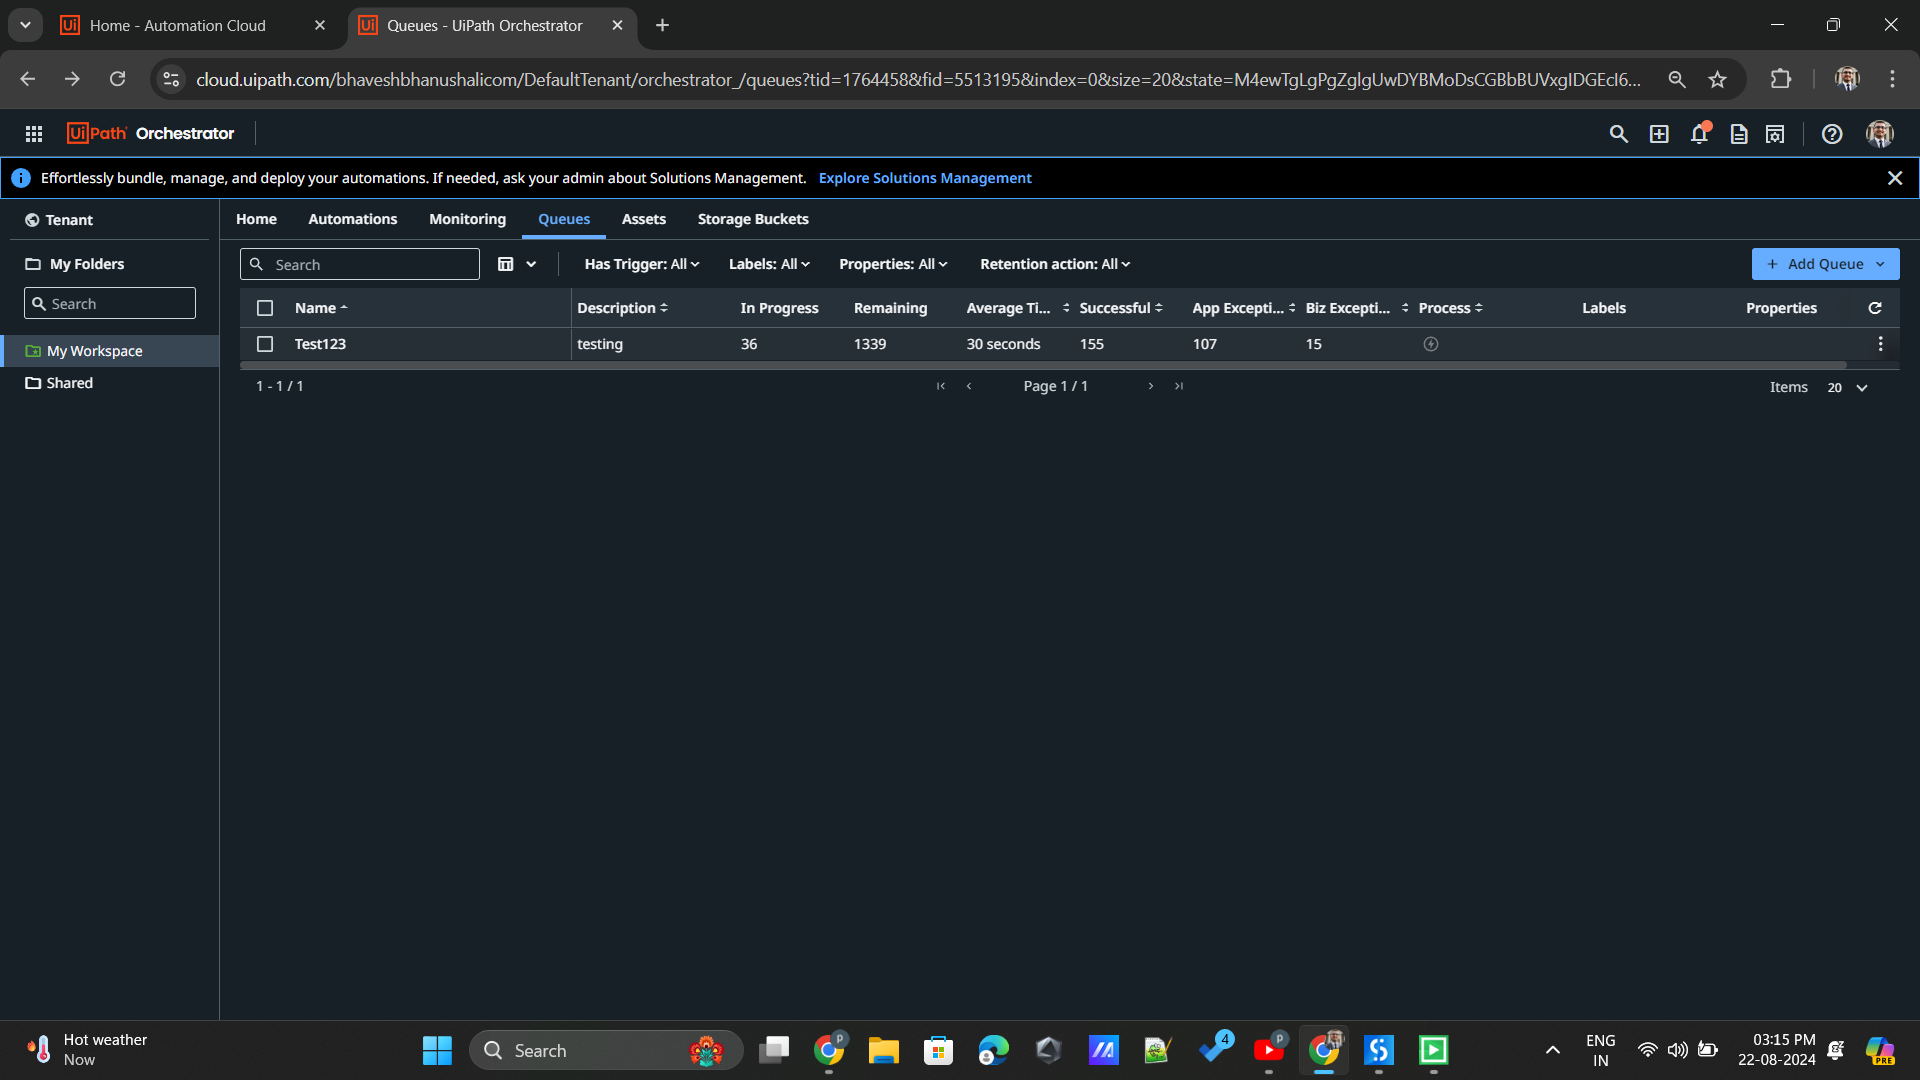 Home - Automation Cloud
Queues - UiPath Orchestrator
cloud.uipath.com/bhaveshbhanushalicom/DefaultTenant/orchestrator_/queues?tid=1764458&fid=5513195&index=0&size=20&state=M4ewTgLgPgZglgUwDYBMoDsCGBbBUVxgIDGEcI6...
UiPath Orchestrator
Effortlessly bundle, manage, and deploy your automations. If needed, ask your admin about Solutions Management. Explore Solutions Management
Tenant
Home Automations Monitoring Queues Assets Storage Buckets
My Folders
Search
My Workspace
Shared
Search
Has Trigger: All Labels: All Properties: All Retention action: All
+ Add Queue
Name Description In Progress Remaining Average Ti... Successful App Excepti... Biz Excepti... Process Labels Properties
Test123 testing 36 1339 30 seconds 155 107 15
1 - 1 / 1
Page 1 / 1
Items 20
Hot weather
Now
Search
4
P
P
PRE
ENG
IN
03:15 PM
22-08-2024